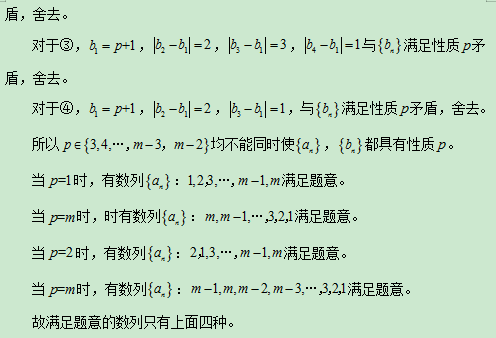 盾，舍去。
对于③，b₁ = p+1，|b₂ − b₁| = 2，|b₃ − b₁| = 3，|b₄ − b₁| = 1与{bₙ}满足性质p矛
盾，舍去。
对于④，b₁ = p+1，|b₂ − b₁| = 2，|b₃ − b₁| = 1，与{bₙ}满足性质p矛盾，舍去。
所以 p∈{3,4,⋯,m−3，m−2}均不能同时使{aₙ}，{bₙ}都具有性质p。
当p=1时，有数列{aₙ}：1,2,3,⋯,m−1,m满足题意。
当p=m时，时有数列{aₙ}：m,m−1,⋯,3,2,1满足题意。
当p=2时，有数列{aₙ}：2,1,3,⋯,m−1,m满足题意。
当p=m时，有数列{aₙ}：m−1,m,m−2,m−3,⋯,3,2,1满足题意。
故满足题意的数列只有上面四种。